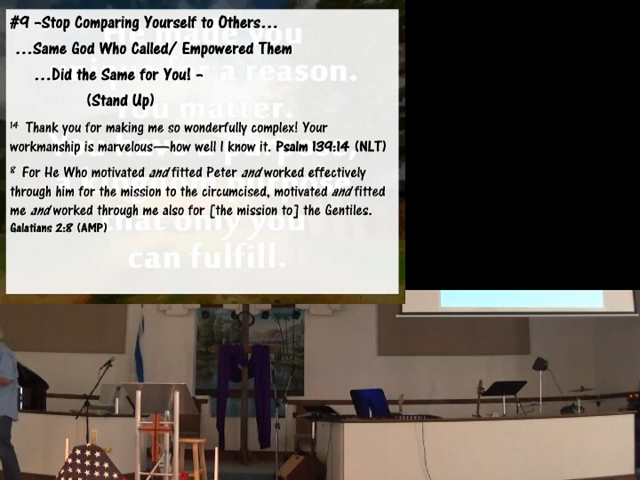 #9 -Stop Comparing Yourself to Others...
...Same God Who Called/ Empowered Them
...Did the Same for You! -
(Stand Up)
14 Thank you for making me so wonderfully complex! Your
workmanship is marvelous—how well I know it. Psalm 139:14 (NLT)
8 For He Who motivated and fitted Peter and worked effectively
through him for the mission to the circumcised, motivated and fitted
me and worked through me also for [the mission to] the Gentiles.
Galatians 2:8 (AMP)
can fulfill.